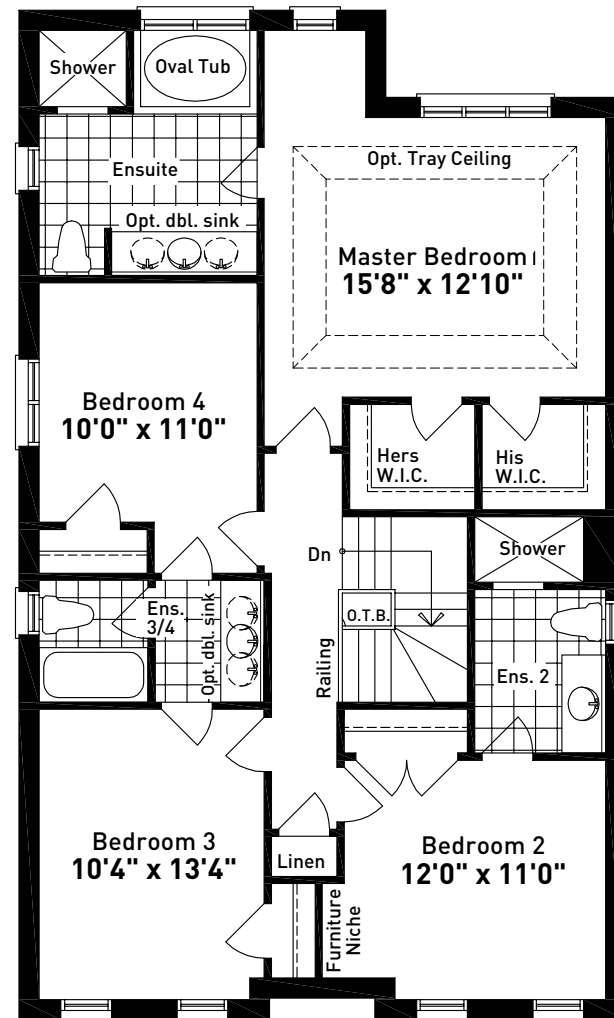 Shower
Oval Tub
Ensuite
Opt. dbl. sink
Opt. Tray Ceiling
Master Bedroom
15'8" x 12'10"
Bedroom 4
10'0" x 11'0"
Hers
W.I.C.
His
W.I.C.
Dn
Shower
O.T.B.
Ens.
3/4
Opt. dbl. sink
Railing
Ens. 2
Bedroom 3
10'4" x 13'4"
Linen
Bedroom 2
12'0" x 11'0"
Furniture
Niche